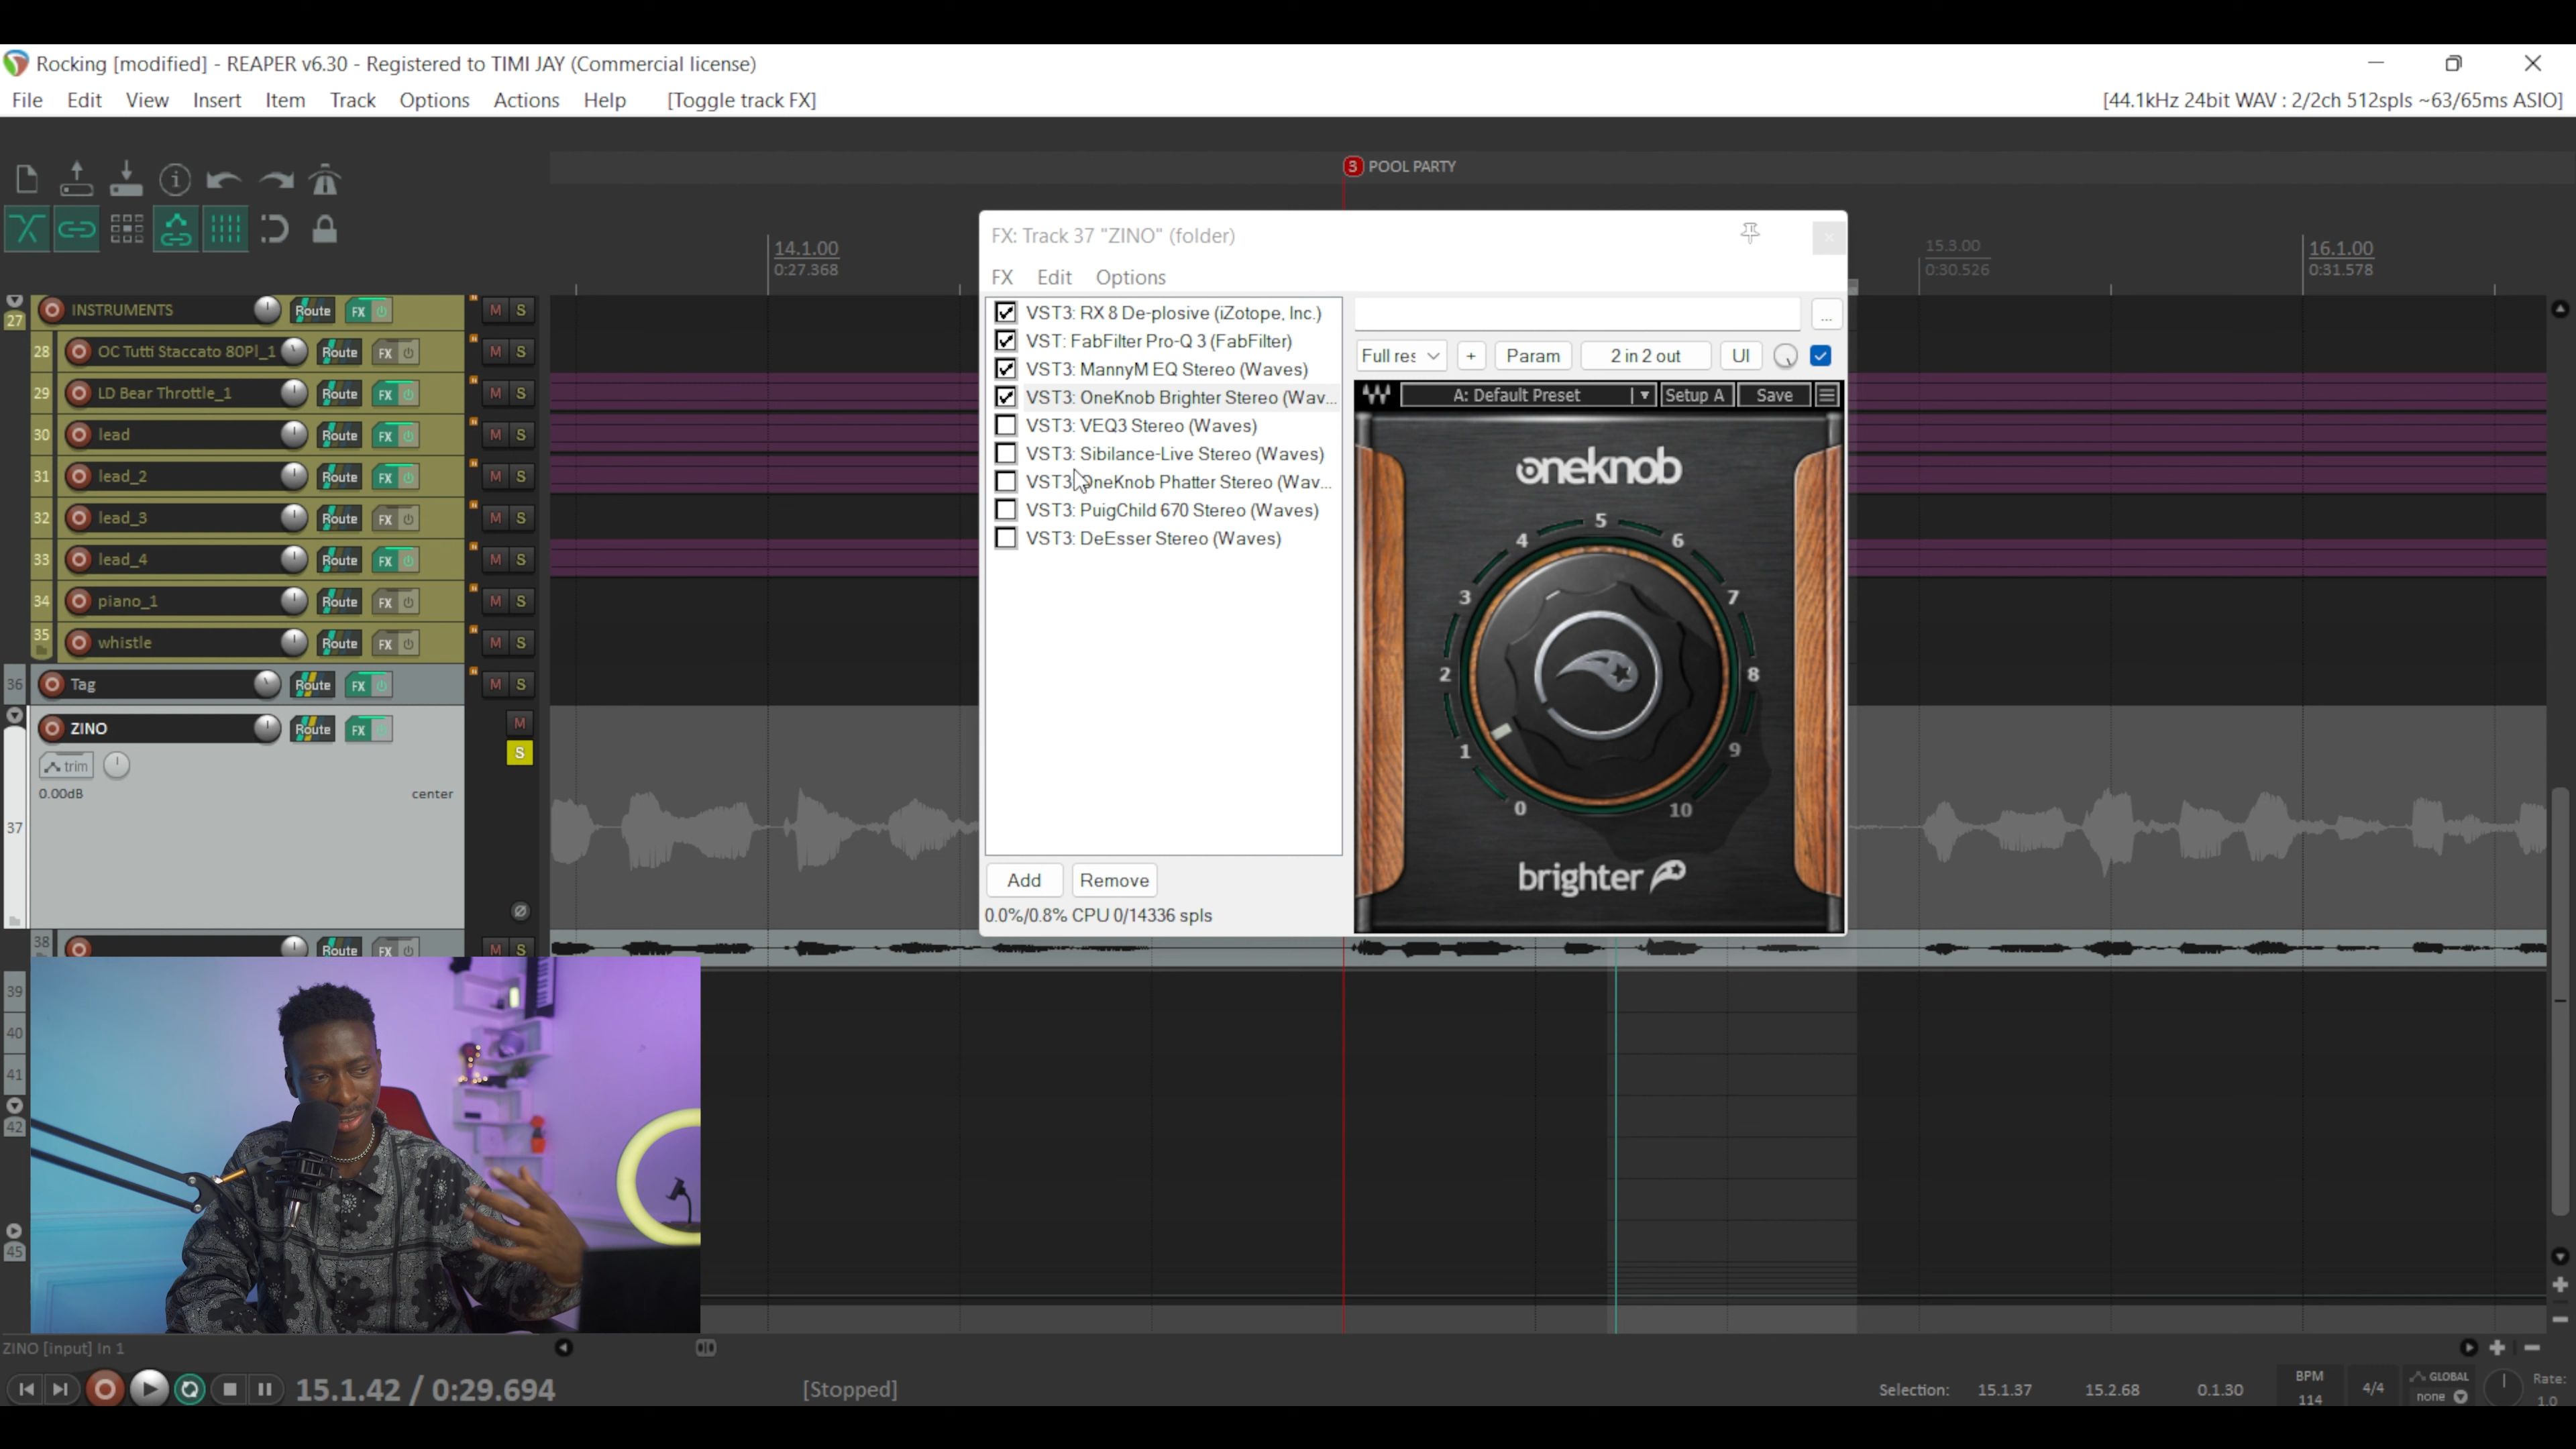 Rocking [modified] - REAPER v6.30 - Registered to TIMI JAY (Commercial license)
File Edit View Insert Item Track Options Actions Help [Toggle track FX] [44.1kHz 24bit WAV : 2/2ch 512spls ~63/65ms ASIO]
3 POOL PARTY
14.1.00
0:27.368
15.3.00
0:30.526
16.1.00
0:31.578
FX: Track 37 "ZINO" (folder)
FX Edit Options
VST3: RX 8 De-plosive (iZotope, Inc.)
VST: FabFilter Pro-Q 3 (FabFilter)
VST3: MannyM EQ Stereo (Waves)
VST3: OneKnob Brighter Stereo (Wav...
VST3: VEQ3 Stereo (Waves)
VST3: Sibilance-Live Stereo (Waves)
VST3: OneKnob Phatter Stereo (Wav...
VST3: PuigChild 670 Stereo (Waves)
VST3: DeEsser Stereo (Waves)
Add Remove
0.0%/0.8% CPU 0/14336 spls
...
Full res + Param 2 in 2 out UI
A: Default Preset Setup A Save
oneknob
0 1 2 3 4 5 6 7 8 9 10
brighter
27 INSTRUMENTS Route FX M S
28 OC Tutti Staccato 80Pl_1 Route FX M S
29 LD Bear Throttle_1 Route FX M S
30 lead Route FX M S
31 lead_2 Route FX M S
32 lead_3 Route FX M S
33 lead_4 Route FX M S
34 piano_1 Route FX M S
35 whistle Route FX M S
36 Tag Route FX M S
ZINO Route FX M
S
trim
0.00dB center
37
38 Route FX M S
39
40
41
42
45
ZINO [input] In 1
15.1.42 / 0:29.694 [Stopped] Selection: 15.1.37 15.2.68 0.1.30
BPM
114
4/4
GLOBAL
none
Rate:
1.0